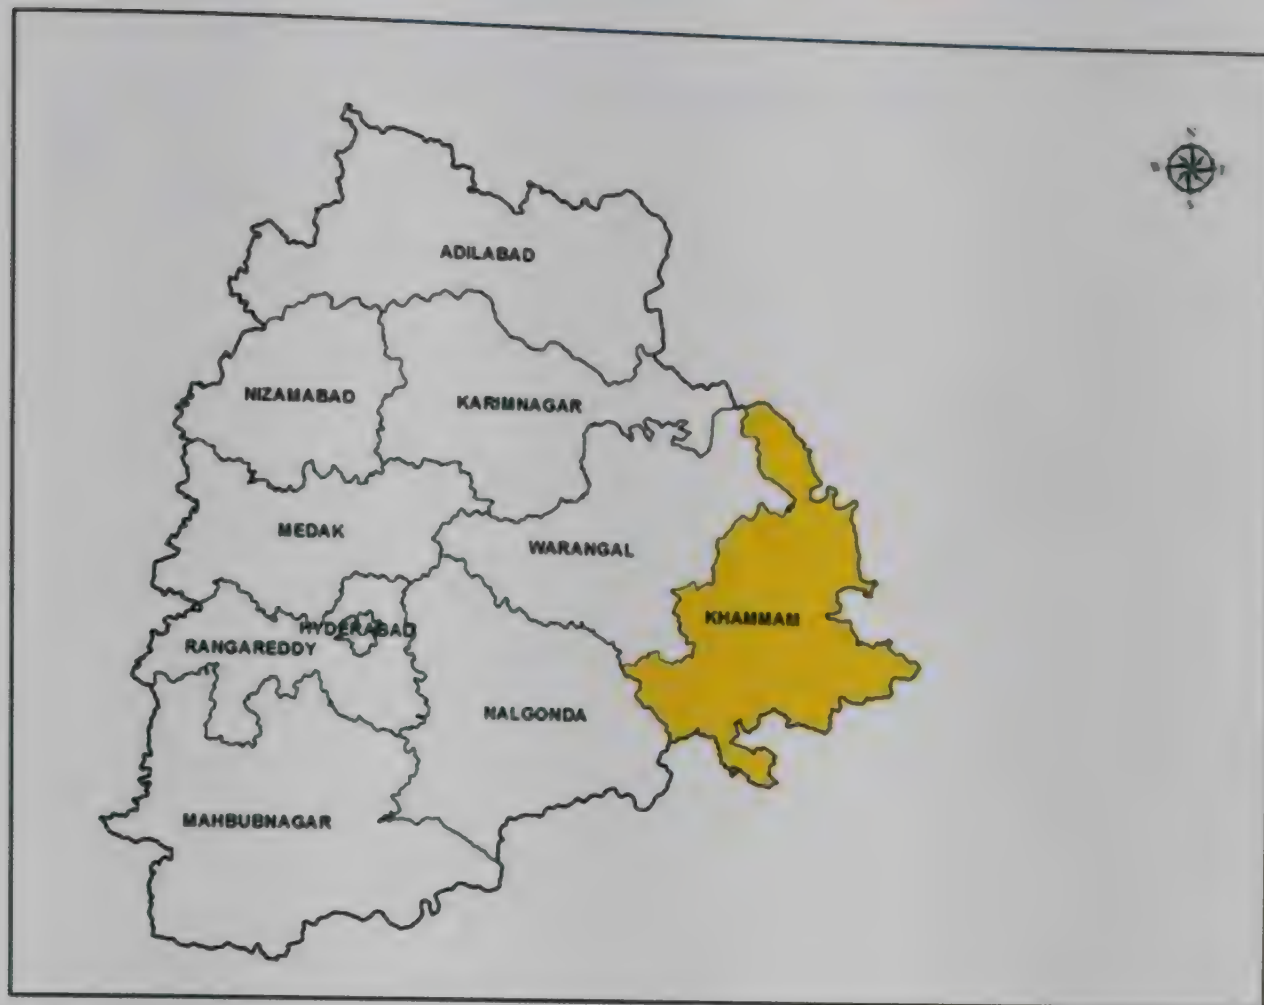 N
W E
S
ADILABAD
NIZAMABAD
KARIMNAGAR
MEDAK
WARANGAL
KHAMMAM
HYDERABAD
RANGAREDDY
NALGONDA
MAHBUBNAGAR